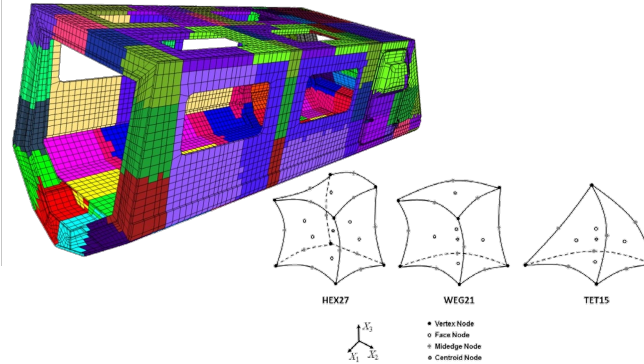 HEX27 WEG21 TET15
X3
X1 X2
Vertex Node
Face Node
Midedge Node
Centroid Node